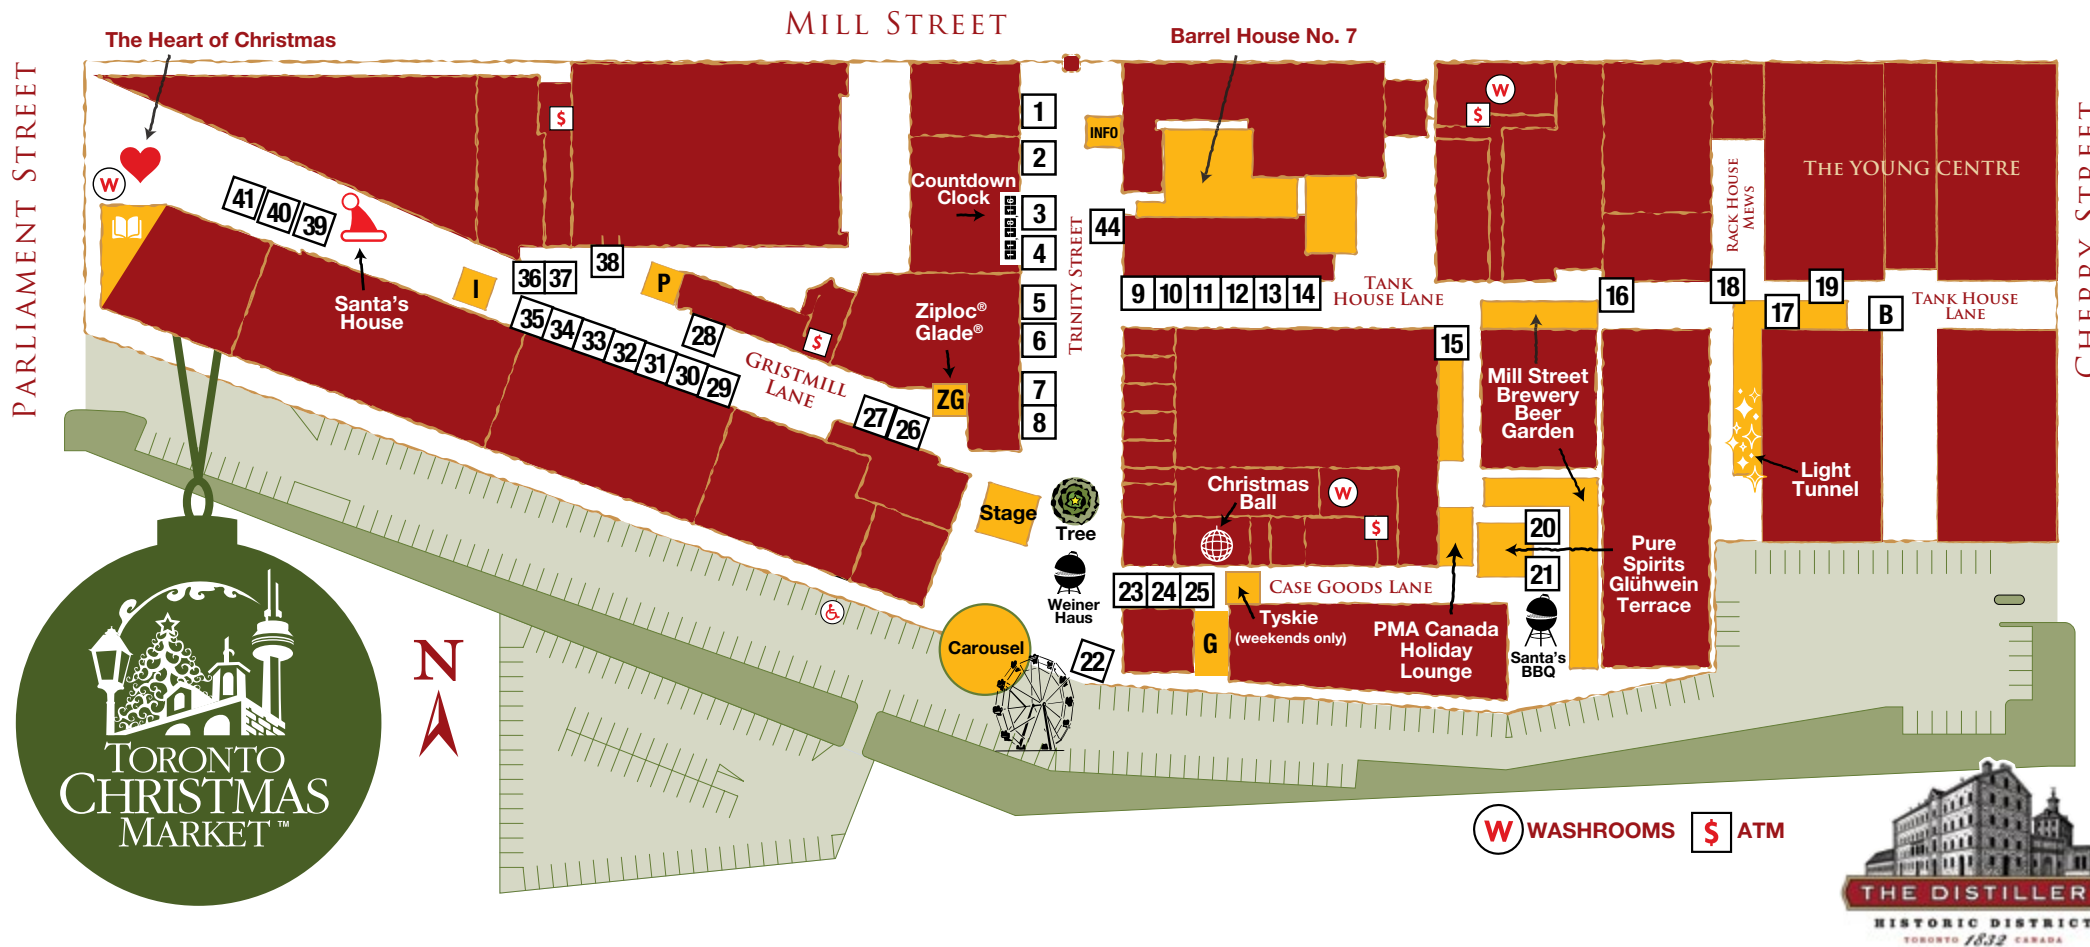 MILL STREET
The Heart of Christmas
Barrel House No. 7
PARLIAMENT STREET
CHERRY STREET
$
W
$
1
INFO
2
W
41
40
39
Countdown
Clock
3
4
44
THE YOUNG CENTRE
RACK HOUSE
MEWS
TRINITY STREET
38
36
37
I
P
Santa's
House
35
34
33
32
31
30
29
28
$
GRISTMILL
LANE
Ziploc®
Glade®
ZG
5
6
7
8
27
26
9
10
11
12
13
14
TANK
HOUSE LANE
16
18
19
17
B
TANK HOUSE
LANE
15
Mill Street
Brewery
Beer
Garden
Light
Tunnel
Christmas
Ball
W
$
Stage
Tree
20
21
Pure
Spirits
Glühwein
Terrace
Weiner
Haus
23
24
25
CASE GOODS LANE
Tyskie
(weekends only)
G
PMA Canada
Holiday
Lounge
Santa's
BBQ
Carousel
22
N
TORONTO
CHRISTMAS
MARKET ™
W WASHROOMS
$ ATM
THE DISTILLER
HISTORIC DISTRICT
TORONTO 1832 CANADA